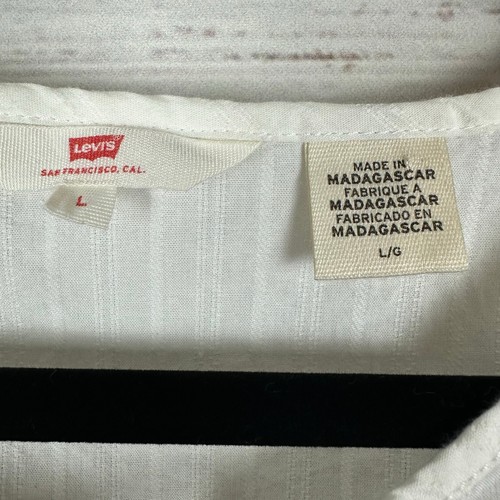 Levi's
SAN FRANCISCO, CAL.
L
MADE IN
MADAGASCAR
FABRIQUE A
MADAGASCAR
FABRICADO EN
MADAGASCAR
L/G